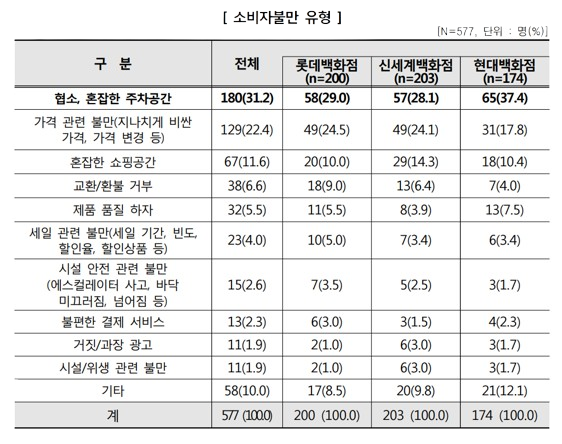 [ 소비자불만 유형 ]
[N=577, 단위 : 명(%)]
구 분 전체 롯데백화점 (n=200) 신세계백화점 (n=203) 현대백화점 (n=174)
협소, 혼잡한 주차공간 180(31.2) 58(29.0) 57(28.1) 65(37.4)
가격 관련 불만(지나치게 비싼
가격, 가격 변경 등) 129(22.4) 49(24.5) 49(24.1) 31(17.8)
혼잡한 쇼핑공간 67(11.6) 20(10.0) 29(14.3) 18(10.4)
교환/환불 거부 38(6.6) 18(9.0) 13(6.4) 7(4.0)
제품 품질 하자 32(5.5) 11(5.5) 8(3.9) 13(7.5)
세일 관련 불만(세일 기간, 빈도,
할인율, 할인상품 등) 23(4.0) 10(5.0) 7(3.4) 6(3.4)
시설 안전 관련 불만
(에스컬레이터 사고, 바닥
미끄러짐, 넘어짐 등) 15(2.6) 7(3.5) 5(2.5) 3(1.7)
불편한 결제 서비스 13(2.3) 6(3.0) 3(1.5) 4(2.3)
거짓/과장 광고 11(1.9) 2(1.0) 6(3.0) 3(1.7)
시설/위생 관련 불만 11(1.9) 2(1.0) 6(3.0) 3(1.7)
기타 58(10.0) 17(8.5) 20(9.8) 21(12.1)
계 577 (100.0) 200 (100.0) 203 (100.0) 174 (100.0)